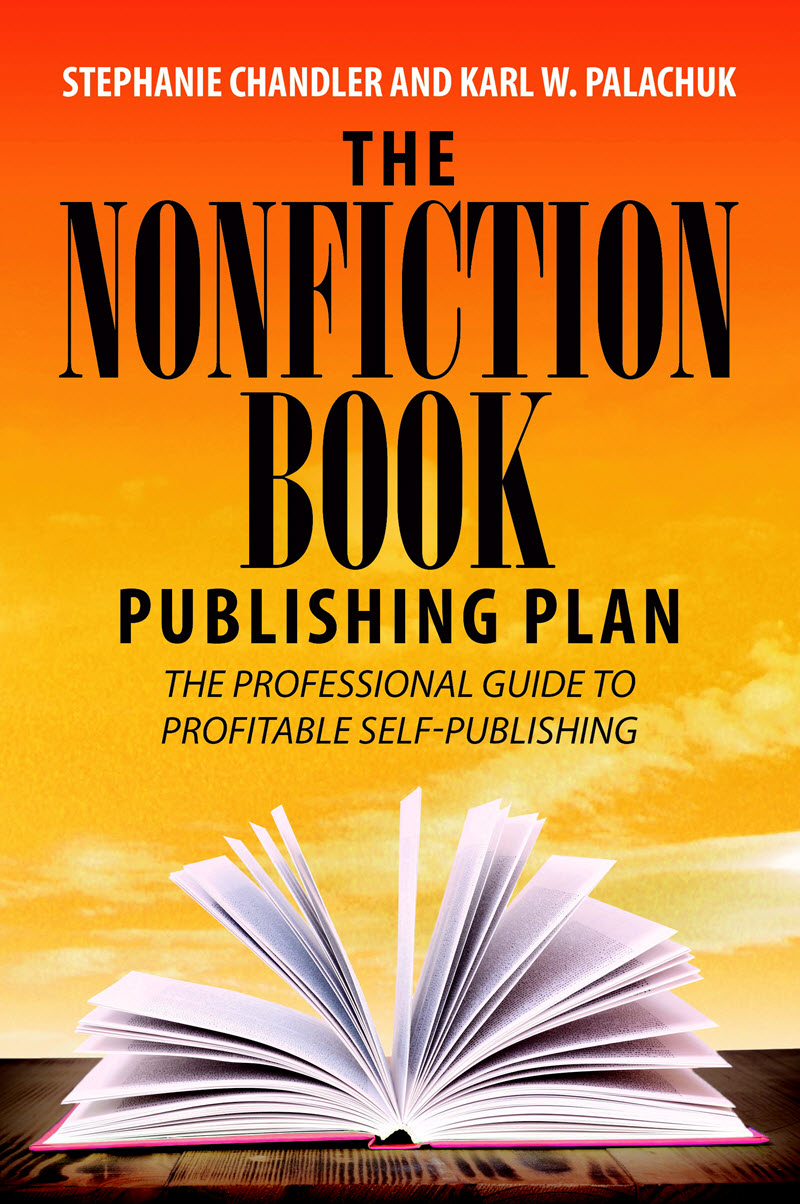 STEPHANIE CHANDLER AND KARL W. PALACHUK
THE
NONFICTION
BOOK
PUBLISHING PLAN
THE PROFESSIONAL GUIDE TO
PROFITABLE SELF-PUBLISHING